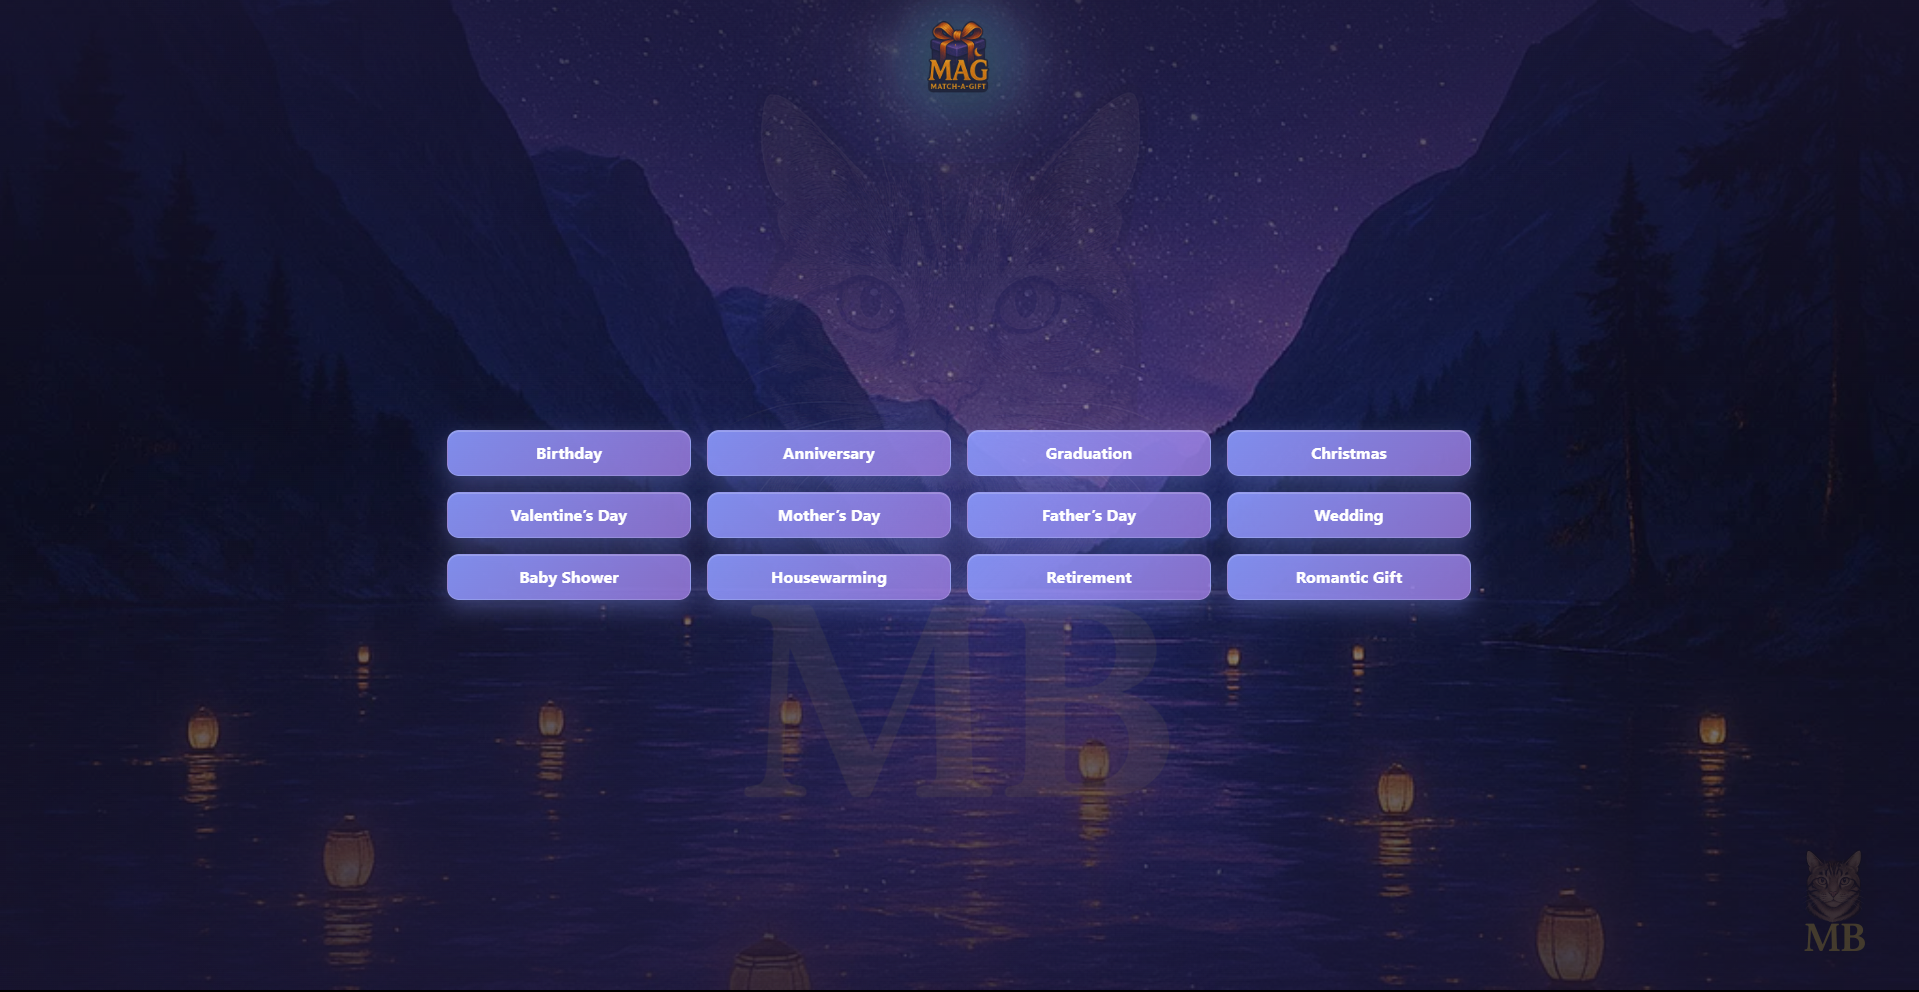 MAG
MATCH-A-GIFT
Birthday
Anniversary
Graduation
Christmas
Valentine’s Day
Mother’s Day
Father’s Day
Wedding
Baby Shower
Housewarming
Retirement
Romantic Gift
MB
MB